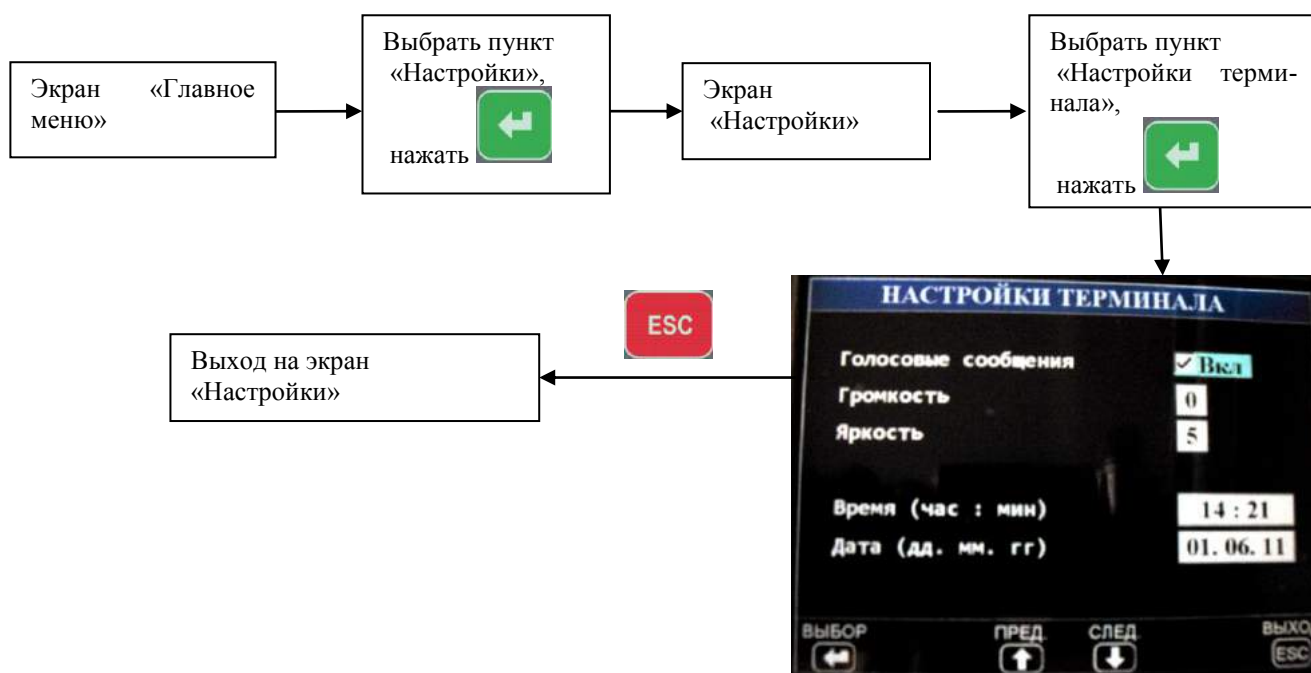 Экран «Главное
меню»
Выбрать пункт
«Настройки»,
нажать
Экран
«Настройки»
Выбрать пункт
«Настройки терми-
нала»,
нажать
ESC
Выход на экран
«Настройки»
НАСТРОЙКИ ТЕРМИНАЛА
Голосовые сообщения Вкл
Громкость 0
Яркость 5
Время (час : мин) 14 : 21
Дата (дд. мм. гг) 01. 06. 11
ВЫБОР ПРЕД. СЛЕД. ВЫХО
ESC